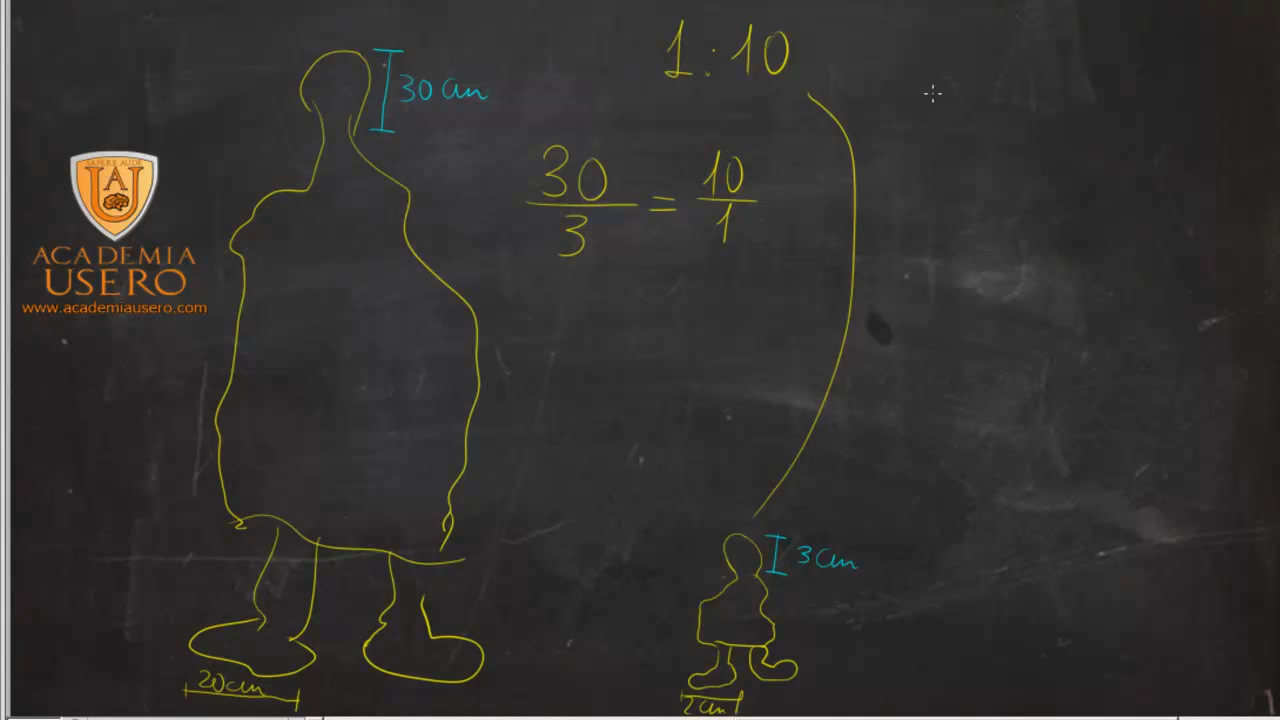 1:10
30 cm
30/3 = 10/1
SAPERE AUDE
UA
ACADEMIA
USERO
www.academiausero.com
3 cm
20 cm
2 cm